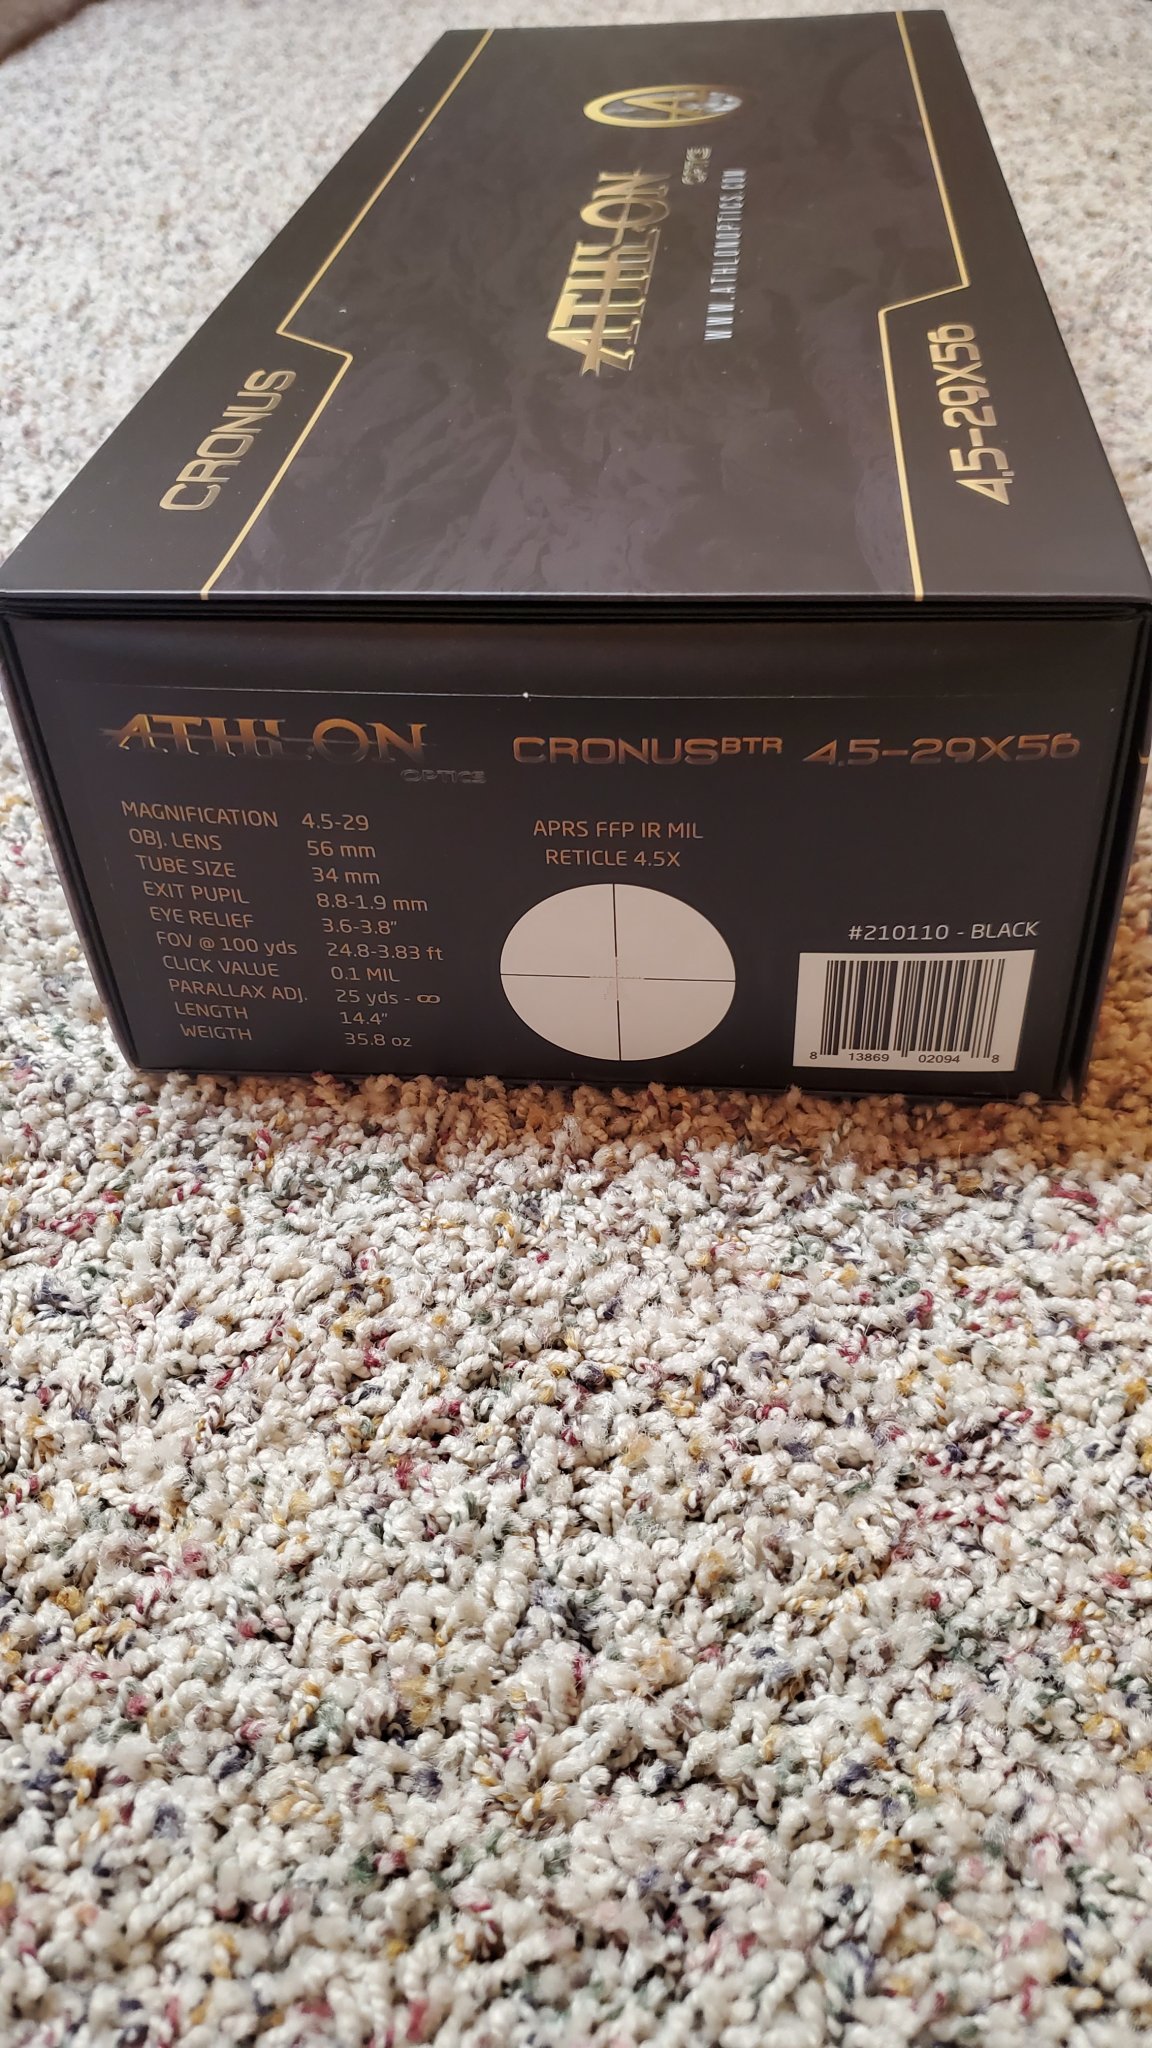 ATHLON
OPTICS
WWW.ATHLONOPTICS.COM
CRONUS
4.5-29X56
ATHLON
OPTICS
CRONUS BTR 4.5-29X56
MAGNIFICATION 4.5-29
OBJ. LENS 56 mm
TUBE SIZE 34 mm
EXIT PUPIL 8.8-1.9 mm
EYE RELIEF 3.6-3.8"
FOV @ 100 yds 24.8-3.83 ft
CLICK VALUE 0.1 MIL
PARALLAX ADJ. 25 yds - ∞
LENGTH 14.4"
WEIGTH 35.8 oz
APRS FFP IR MIL
RETICLE 4.5X
#210110 - BLACK
8 13869 02094 8